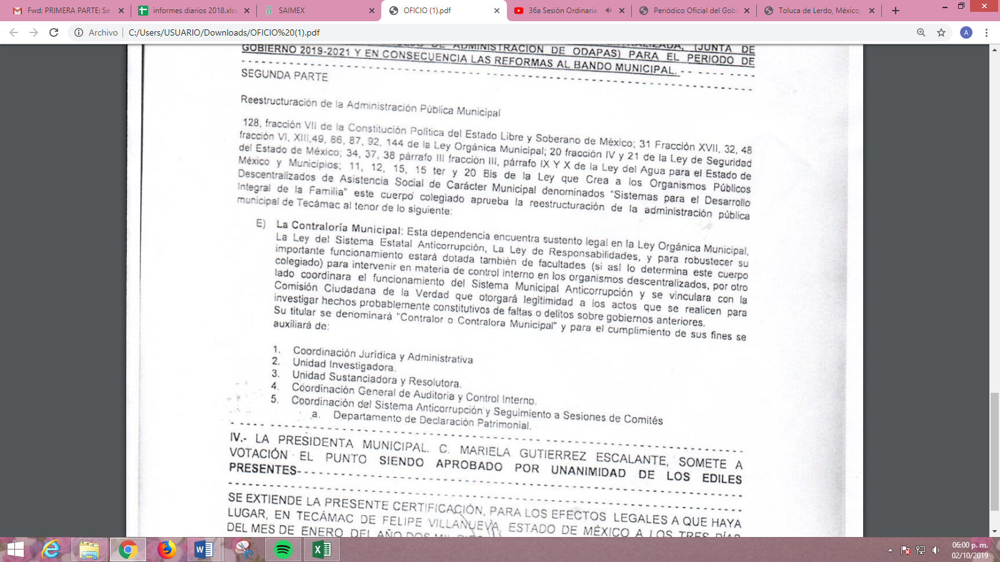 Fwd: PRIMERA PARTE: Se
informes diarios 2018.xlsx
SAIMEX
OFICIO (1).pdf
36a Sesión Ordinaria
Periódico Oficial del Gobi
Toluca de Lerdo, México,
Archivo
C:/Users/USUARIO/Downloads/OFICIO%20(1).pdf
A
DE ADMINISTRACIÓN DE ODAPAS) PARA EL PERIODO DE
GOBIERNO 2019-2021 Y EN CONSECUENCIA LAS REFORMAS AL BANDO MUNICIPAL.
SEGUNDA PARTE
Reestructuración de la Administración Pública Municipal
128, fracción VII de la Constitución Política del Estado Libre y Soberano de México; 31 Fracción XVII, 32, 48
fracción VI, XIII,49, 86, 87, 92, 144 de la Ley Orgánica Municipal; 20 fracción IV y 21 de la Ley de Seguridad
del Estado de México; 34, 37, 38 párrafo III fracción III, párrafo IX Y X de la Ley del Agua para el Estado de
México y Municipios; 11, 12, 15, 15 ter y 20 Bis de la Ley que Crea a los Organismos Públicos
Descentralizados de Asistencia Social de Carácter Municipal denominados "Sistemas para el Desarrollo
Integral de la Familia" este cuerpo colegiado aprueba la reestructuración de la administración pública
municipal de Tecámac al tenor de lo siguiente:
E) La Contraloría Municipal: Esta dependencia encuentra sustento legal en la Ley Orgánica Municipal,
La Ley del Sistema Estatal Anticorrupción, La Ley de Responsabilidades, y para robustecer su
importante funcionamiento estará dotada también de facultades (si así lo determina este cuerpo
colegiado) para intervenir en materia de control interno en los organismos descentralizados, por otro
lado coordinara el funcionamiento del Sistema Municipal Anticorrupción y se vinculara con la
Comisión Ciudadana de la Verdad que otorgará legitimidad a los actos que se realicen para
investigar hechos probablemente constitutivos de faltas o delitos sobre gobiernos anteriores.
Su titular se denominará "Contralor o Contralora Municipal" y para el cumplimiento de sus fines se
auxiliará de:
1. Coordinación Jurídica y Administrativa
2. Unidad Investigadora.
3. Unidad Sustanciadora y Resolutora.
4. Coordinación General de Auditoria y Control Interno.
5. Coordinación del Sistema Anticorrupción y Seguimiento a Sesiones de Comités
a. Departamento de Declaración Patrimonial.
IV.- LA PRESIDENTA MUNICIPAL. C. MARIELA GUTIERREZ ESCALANTE, SOMETE A
VOTACIÓN EL PUNTO SIENDO APROBADO POR UNANIMIDAD DE LOS EDILES
PRESENTES
SE EXTIENDE LA PRESENTE CERTIFICACIÓN, PARA LOS EFECTOS LEGALES A QUE HAYA
LUGAR, EN TECÁMAC DE FELIPE VILLANUEVA, ESTADO DE MÉXICO A LOS TRES DÍAS
DEL MES DE ENERO DEL AÑO DOS MIL
06:00 p. m.
02/10/2019